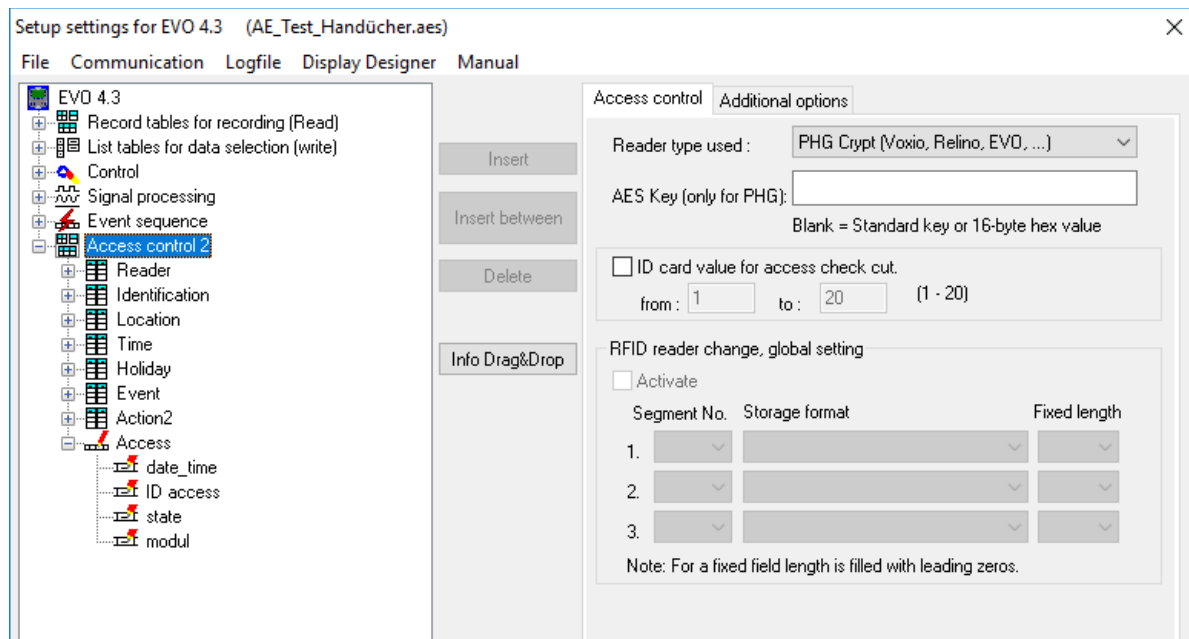 Setup settings for EVO 4.3 (AE_Test_Handücher.aes)
File Communication Logfile Display Designer Manual
EVO 4.3
Record tables for recording (Read)
List tables for data selection (write)
Control
Signal processing
Event sequence
Access control 2
Reader
Identification
Location
Time
Holiday
Event
Action2
Access
date_time
ID access
state
modul
Insert
Insert between
Delete
Info Drag&Drop
Access control Additional options
Reader type used : PHG Crypt (Voxio, Relino, EVO, ...)
AES Key (only for PHG):
Blank = Standard key or 16-byte hex value
ID card value for access check cut.
from : 1 to : 20 (1 - 20)
RFID reader change, global setting
Activate
Segment No. Storage format Fixed length
1.
2.
3.
Note: For a fixed field length is filled with leading zeros.